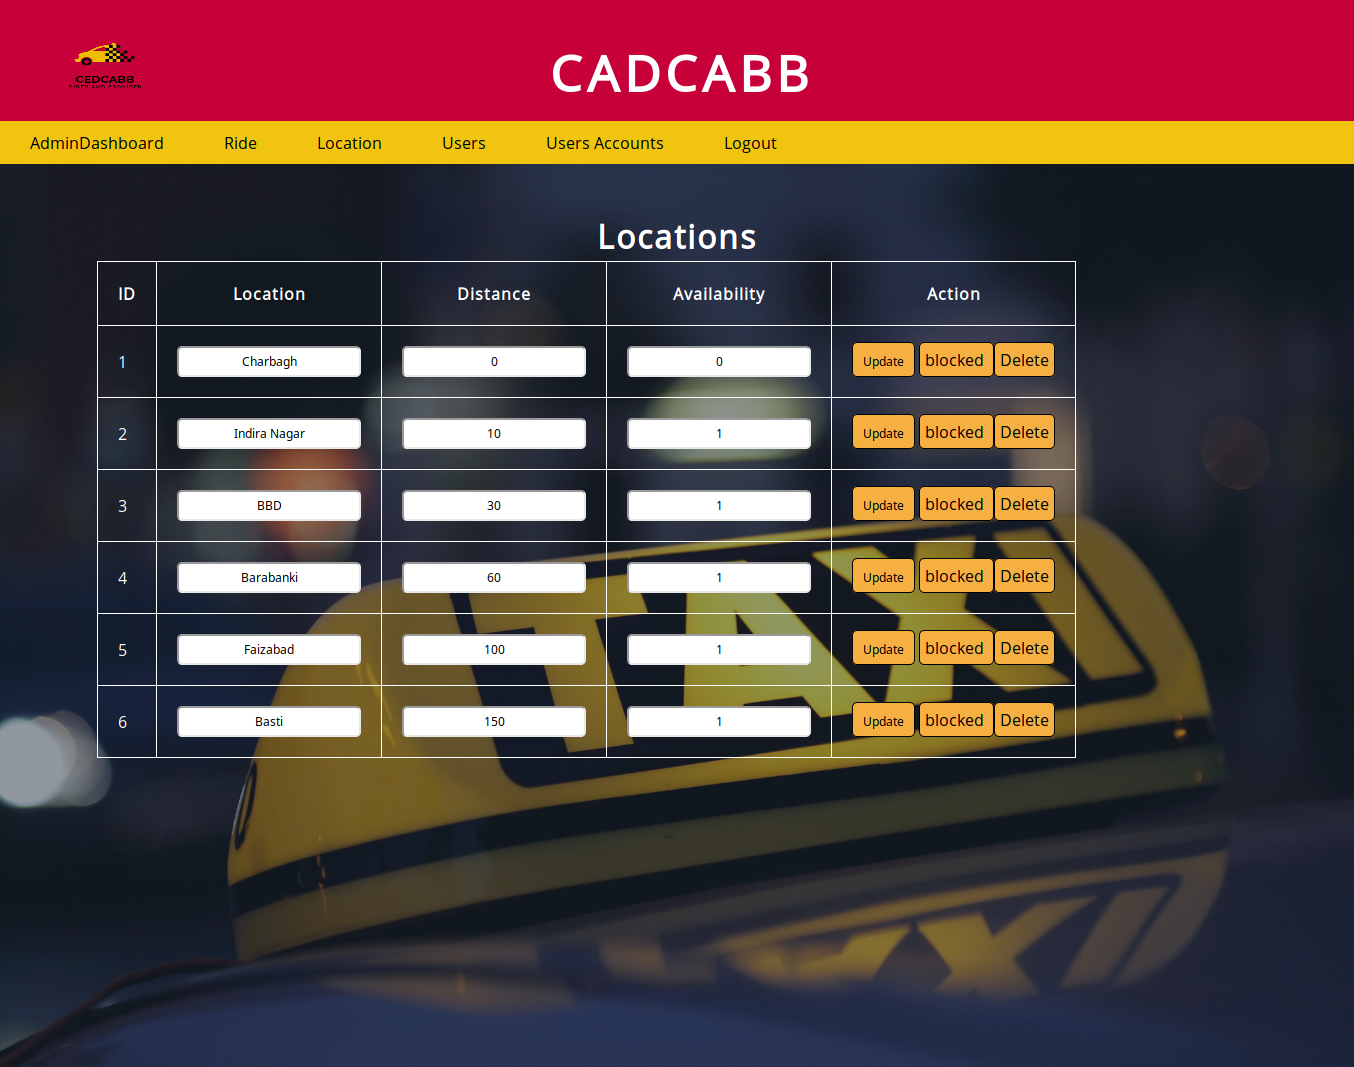 CEDCABB
RIDER AND PROVIDER
CADCABB
AdminDashboard Ride Location Users Users Accounts Logout
Locations
ID Location Distance Availability Action
1 Charbagh 0 0 Update blocked Delete
2 Indira Nagar 10 1 Update blocked Delete
3 BBD 30 1 Update blocked Delete
4 Barabanki 60 1 Update blocked Delete
5 Faizabad 100 1 Update blocked Delete
6 Basti 150 1 Update blocked Delete
TAXI